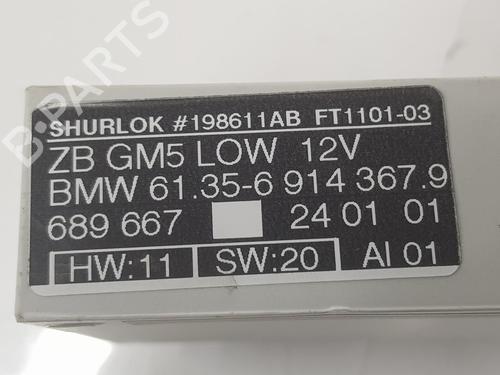 B-PARTS
SHURLOK #198611AB FT1101-03
ZB GM5 LOW 12V
BMW 61.35-6 914 367.9
689 667 24 01 01
HW:11 SW:20 AI 01